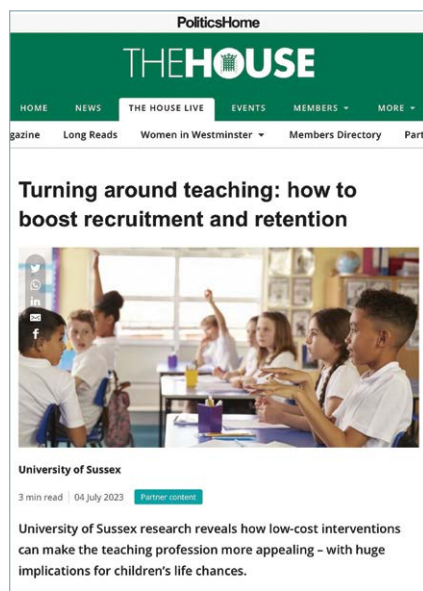 PoliticsHome
THEHOUSE
HOME NEWS THE HOUSE LIVE EVENTS MEMBERS MORE
gazine Long Reads Women in Westminster Members Directory Part
Turning around teaching: how to
boost recruitment and retention
in
f
University of Sussex
3 min read 04 July 2023 Partner content
University of Sussex research reveals how low-cost interventions
can make the teaching profession more appealing – with huge
implications for children's life chances.